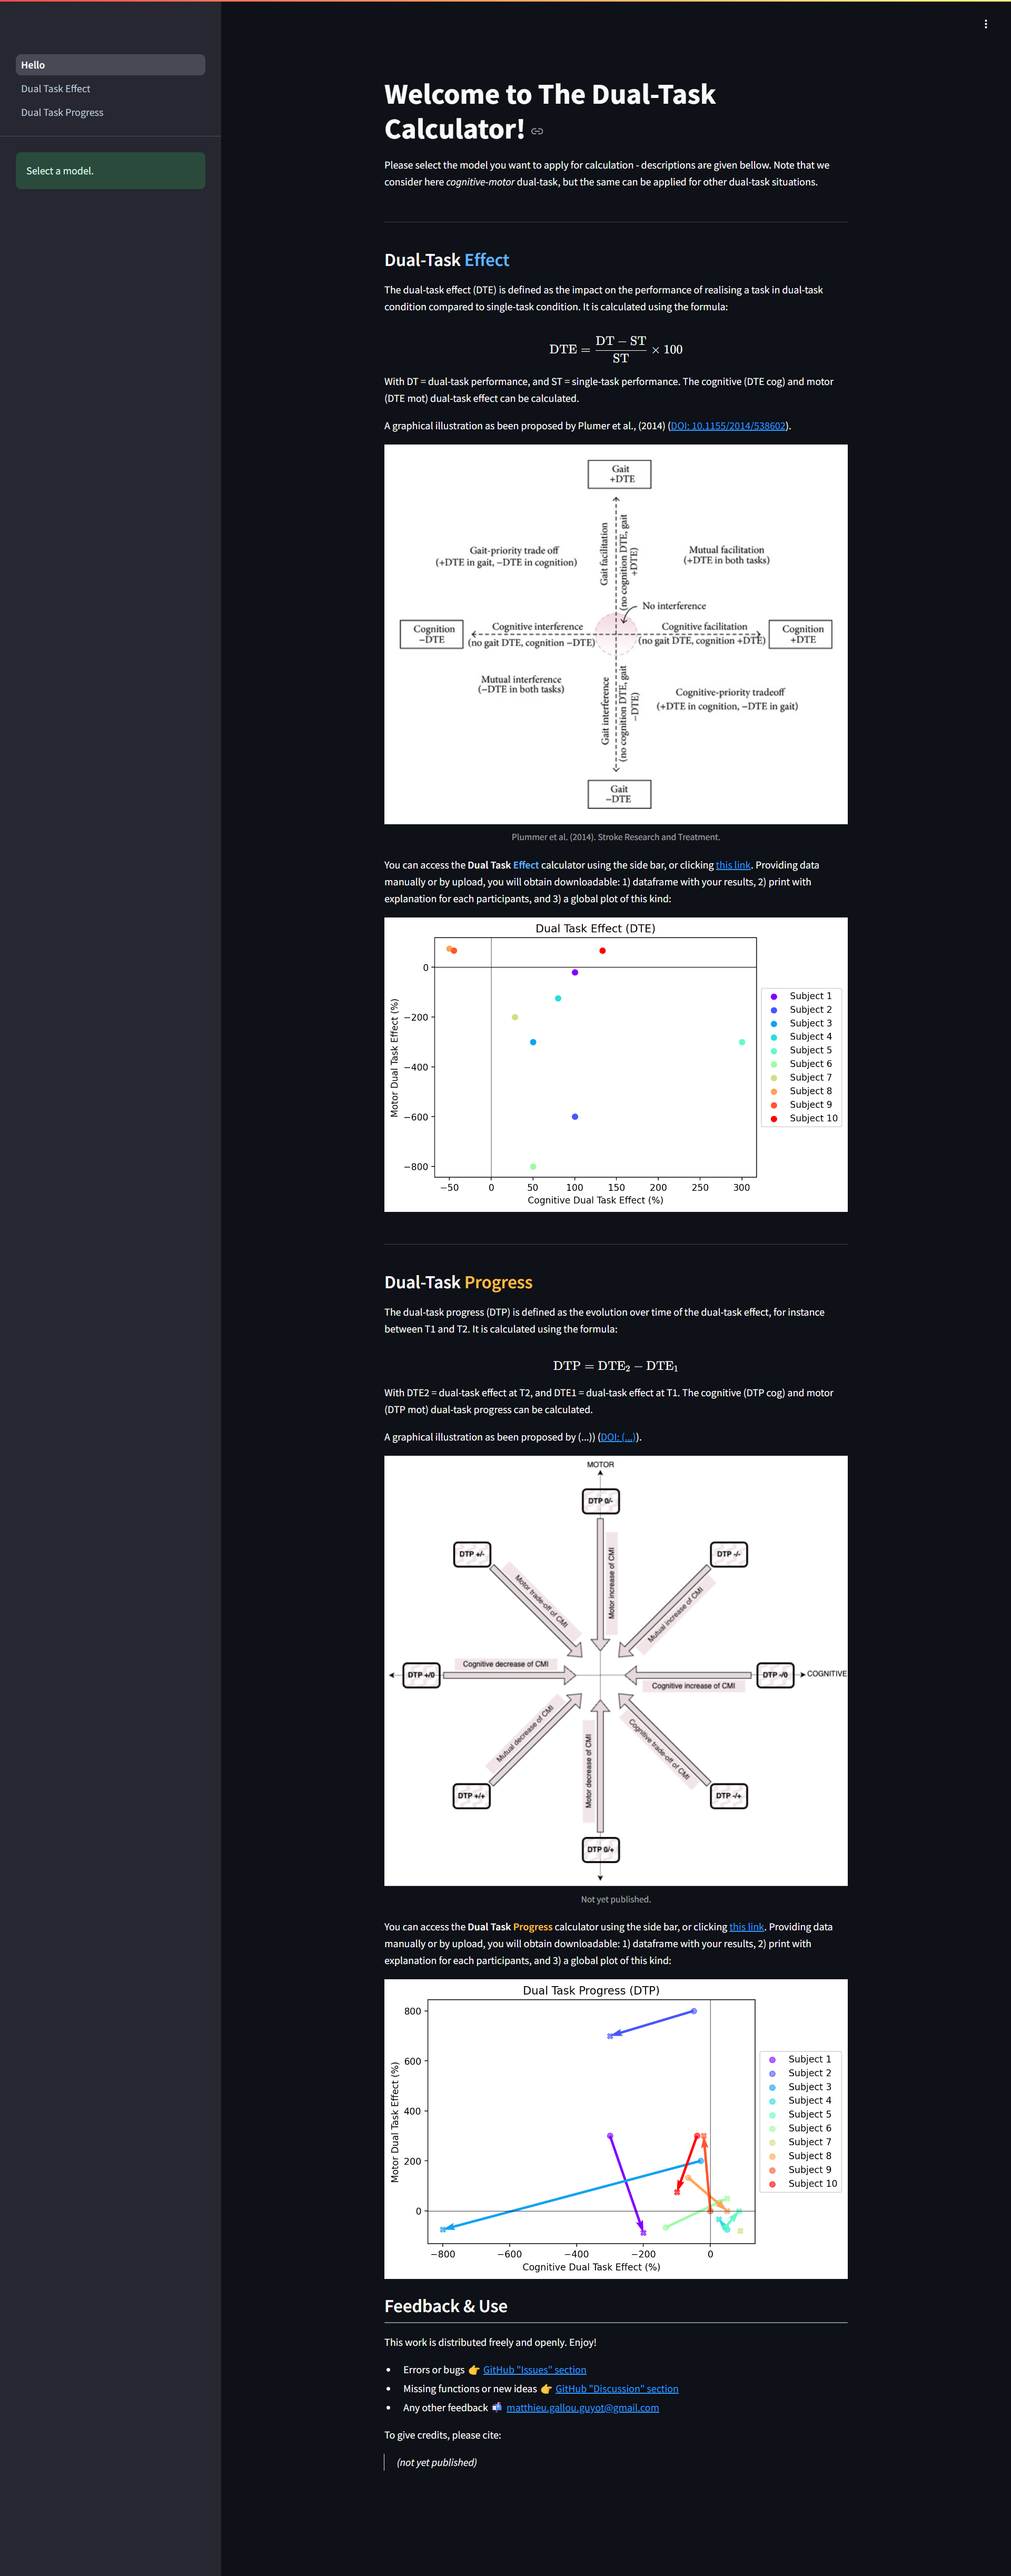 Hello
Dual Task Effect
Dual Task Progress
Select a model.
Welcome to The Dual-Task
Calculator!
Please select the model you want to apply for calculation - descriptions are given bellow. Note that we
consider here cognitive-motor dual-task, but the same can be applied for other dual-task situations.
Dual-Task Effect
The dual-task effect (DTE) is defined as the impact on the performance of realising a task in dual-task
condition compared to single-task condition. It is calculated using the formula:
DTE = DT − ST / ST × 100
With DT = dual-task performance, and ST = single-task performance. The cognitive (DTE cog) and motor
(DTE mot) dual-task effect can be calculated.
A graphical illustration as been proposed by Plumer et al., (2014) (DOI: 10.1155/2014/538602).
Gait
+DTE
Gait-priority trade off
(+DTE in gait, −DTE in cognition)
Gait facilitation
(no cognition DTE, gait
+DTE)
Mutual facilitation
(+DTE in both tasks)
No interference
Cognition
−DTE
Cognitive interference
(no gait DTE, cognition −DTE)
Cognitive facilitation
(no gait DTE, cognition +DTE)
Cognition
+DTE
Mutual interference
(−DTE in both tasks)
Gait interference
(no cognition DTE, gait
−DTE)
Cognitive-priority tradeoff
(+DTE in cognition, −DTE in gait)
Gait
−DTE
Plummer et al. (2014). Stroke Research and Treatment.
You can access the Dual Task Effect calculator using the side bar, or clicking this link. Providing data
manually or by upload, you will obtain downloadable: 1) dataframe with your results, 2) print with
explanation for each participants, and 3) a global plot of this kind:
Dual Task Effect (DTE)
Motor Dual Task Effect (%)
0
−200
−400
−600
−800
−50 0 50 100 150 200 250 300
Cognitive Dual Task Effect (%)
Subject 1
Subject 2
Subject 3
Subject 4
Subject 5
Subject 6
Subject 7
Subject 8
Subject 9
Subject 10
Dual-Task Progress
The dual-task progress (DTP) is defined as the evolution over time of the dual-task effect, for instance
between T1 and T2. It is calculated using the formula:
DTP = DTE₂ − DTE₁
With DTE2 = dual-task effect at T2, and DTE1 = dual-task effect at T1. The cognitive (DTP cog) and motor
(DTP mot) dual-task progress can be calculated.
A graphical illustration as been proposed by (...)) (DOI: (...)).
MOTOR
DTP 0/-
DTP +/-
DTP -/-
Motor trade-off of CMI
Motor increase of CMI
Mutual increase of CMI
DTP +/0
Cognitive decrease of CMI
Cognitive increase of CMI
DTP -/0
COGNITIVE
Mutual decrease of CMI
Motor decrease of CMI
Cognitive trade-off of CMI
DTP +/+
DTP -/+
DTP 0/+
Not yet published.
You can access the Dual Task Progress calculator using the side bar, or clicking this link. Providing data
manually or by upload, you will obtain downloadable: 1) dataframe with your results, 2) print with
explanation for each participants, and 3) a global plot of this kind:
Dual Task Progress (DTP)
Motor Dual Task Effect (%)
800
600
400
200
0
−800 −600 −400 −200 0
Cognitive Dual Task Effect (%)
Subject 1
Subject 2
Subject 3
Subject 4
Subject 5
Subject 6
Subject 7
Subject 8
Subject 9
Subject 10
Feedback & Use
This work is distributed freely and openly. Enjoy!
• Errors or bugs 👉 GitHub "Issues" section
• Missing functions or new ideas 👉 GitHub "Discussion" section
• Any other feedback 📬 matthieu.gallou.guyot@gmail.com
To give credits, please cite:
(not yet published)